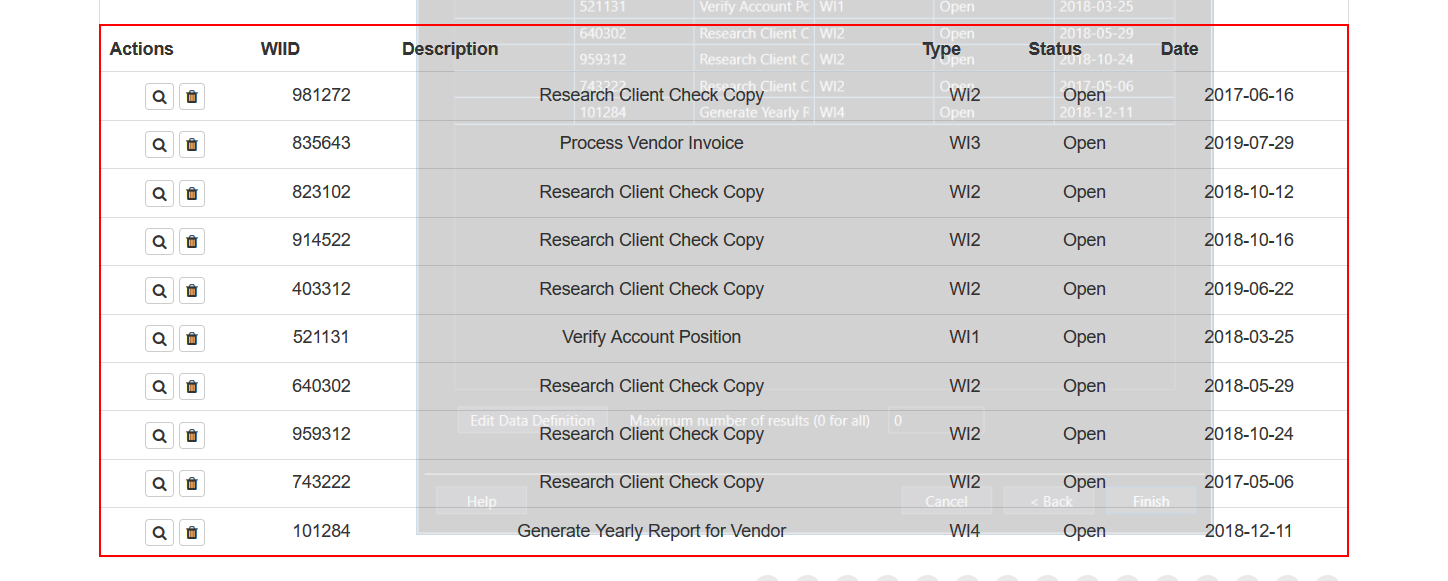 521131 Verify Account Po WI1 Open 2018-03-25
640302 Research Client C WI2 Open 2018-05-29
Actions WIID Description Type Status Date
959312 Research Client C WI2 Open 2018-10-24
743222 Research Client C WI2 Open 2017-05-06
981272 Research Client Check Copy WI2 Open 2017-06-16
101284 Generate Yearly R WI4 Open 2018-12-11
835643 Process Vendor Invoice WI3 Open 2019-07-29
823102 Research Client Check Copy WI2 Open 2018-10-12
914522 Research Client Check Copy WI2 Open 2018-10-16
403312 Research Client Check Copy WI2 Open 2019-06-22
521131 Verify Account Position WI1 Open 2018-03-25
640302 Research Client Check Copy WI2 Open 2018-05-29
Edit Data Definition Maximum number of results (0 for all) 0
959312 Research Client Check Copy WI2 Open 2018-10-24
743222 Research Client Check Copy WI2 Open 2017-05-06
Help Cancel < Back Finish
101284 Generate Yearly Report for Vendor WI4 Open 2018-12-11